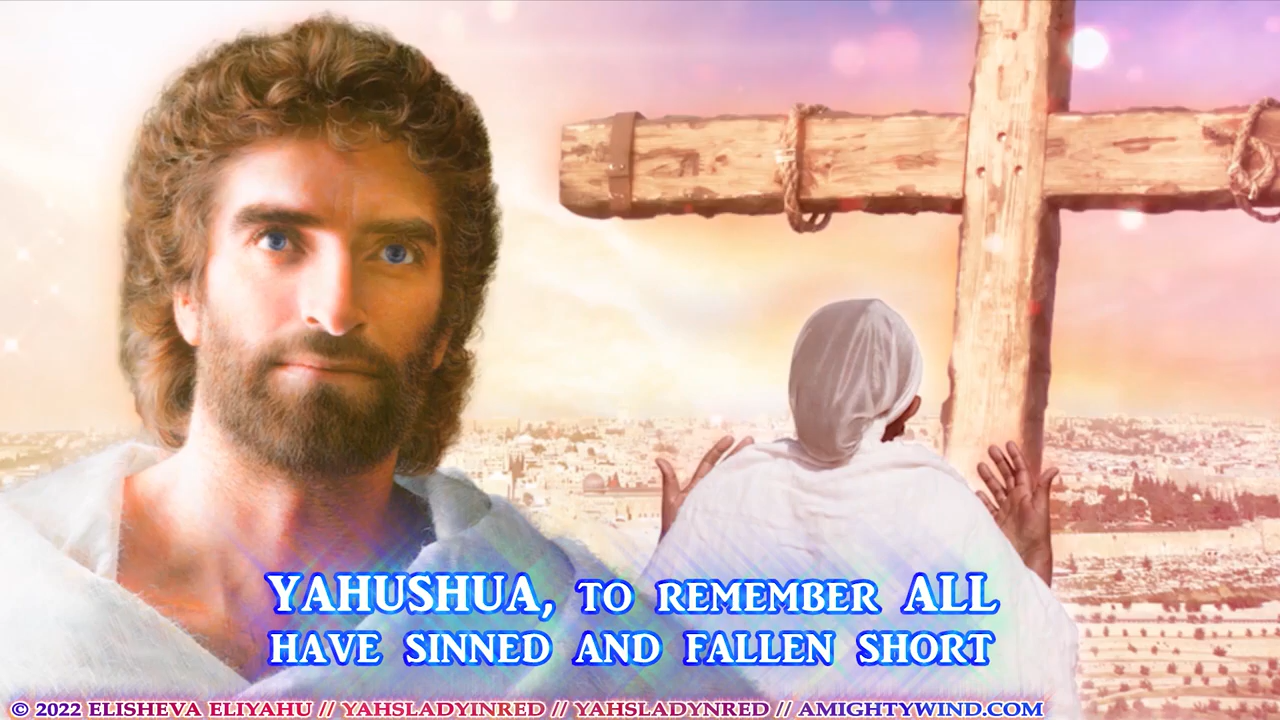 YAHUSHUA, TO REMEMBER ALL
HAVE SINNED AND FALLEN SHORT
© 2022 ELISHEVA ELIYAHU // YAHSLADYINRED // YAHSLADYNRED // AMIGHTYWIND.COM